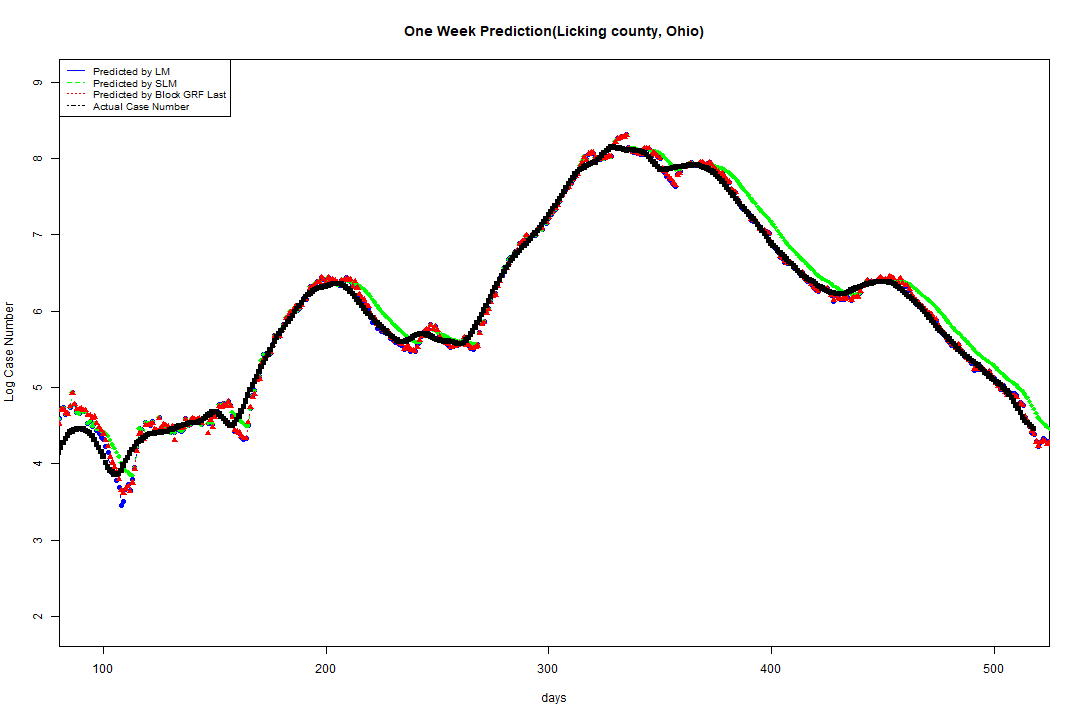 One Week Prediction(Licking county, Ohio)
Predicted by LM
Predicted by SLM
Predicted by Block GRF Last
Actual Case Number
9
8
7
6
5
4
3
2
Log Case Number
100 200 300 400 500
days